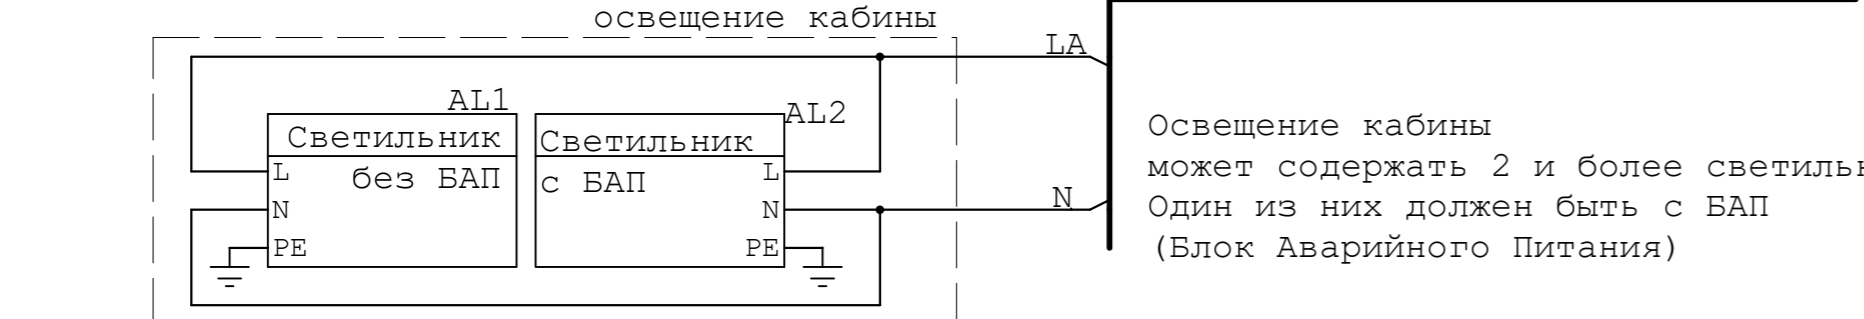 освещение кабины
LA
AL1
AL2
Светильник
без БАП
Светильник
с БАП
L
N
PE
L
N
PE
N
Освещение кабины
может содержать 2 и более
Один из них должен быть с БАП
(Блок Аварийного Питания)